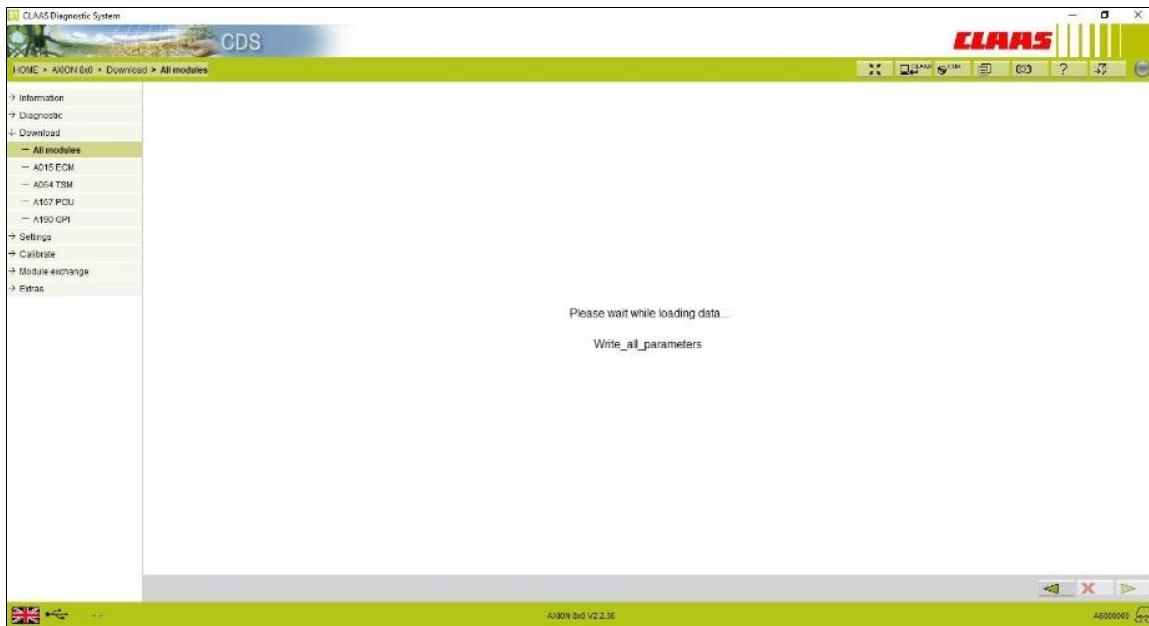 CLAAS Diagnostic System
CDS
CLAAS
HOME > AXION 8x0 > Download > All modules
Information
Diagnostic
Download
All modules
A015 ECM
A064 TSM
A167 PCU
A190 GPI
Settings
Calibrate
Module exchange
Extras
Please wait while loading data...
Write_all_parameters
AXION 8x0 V2.2.36